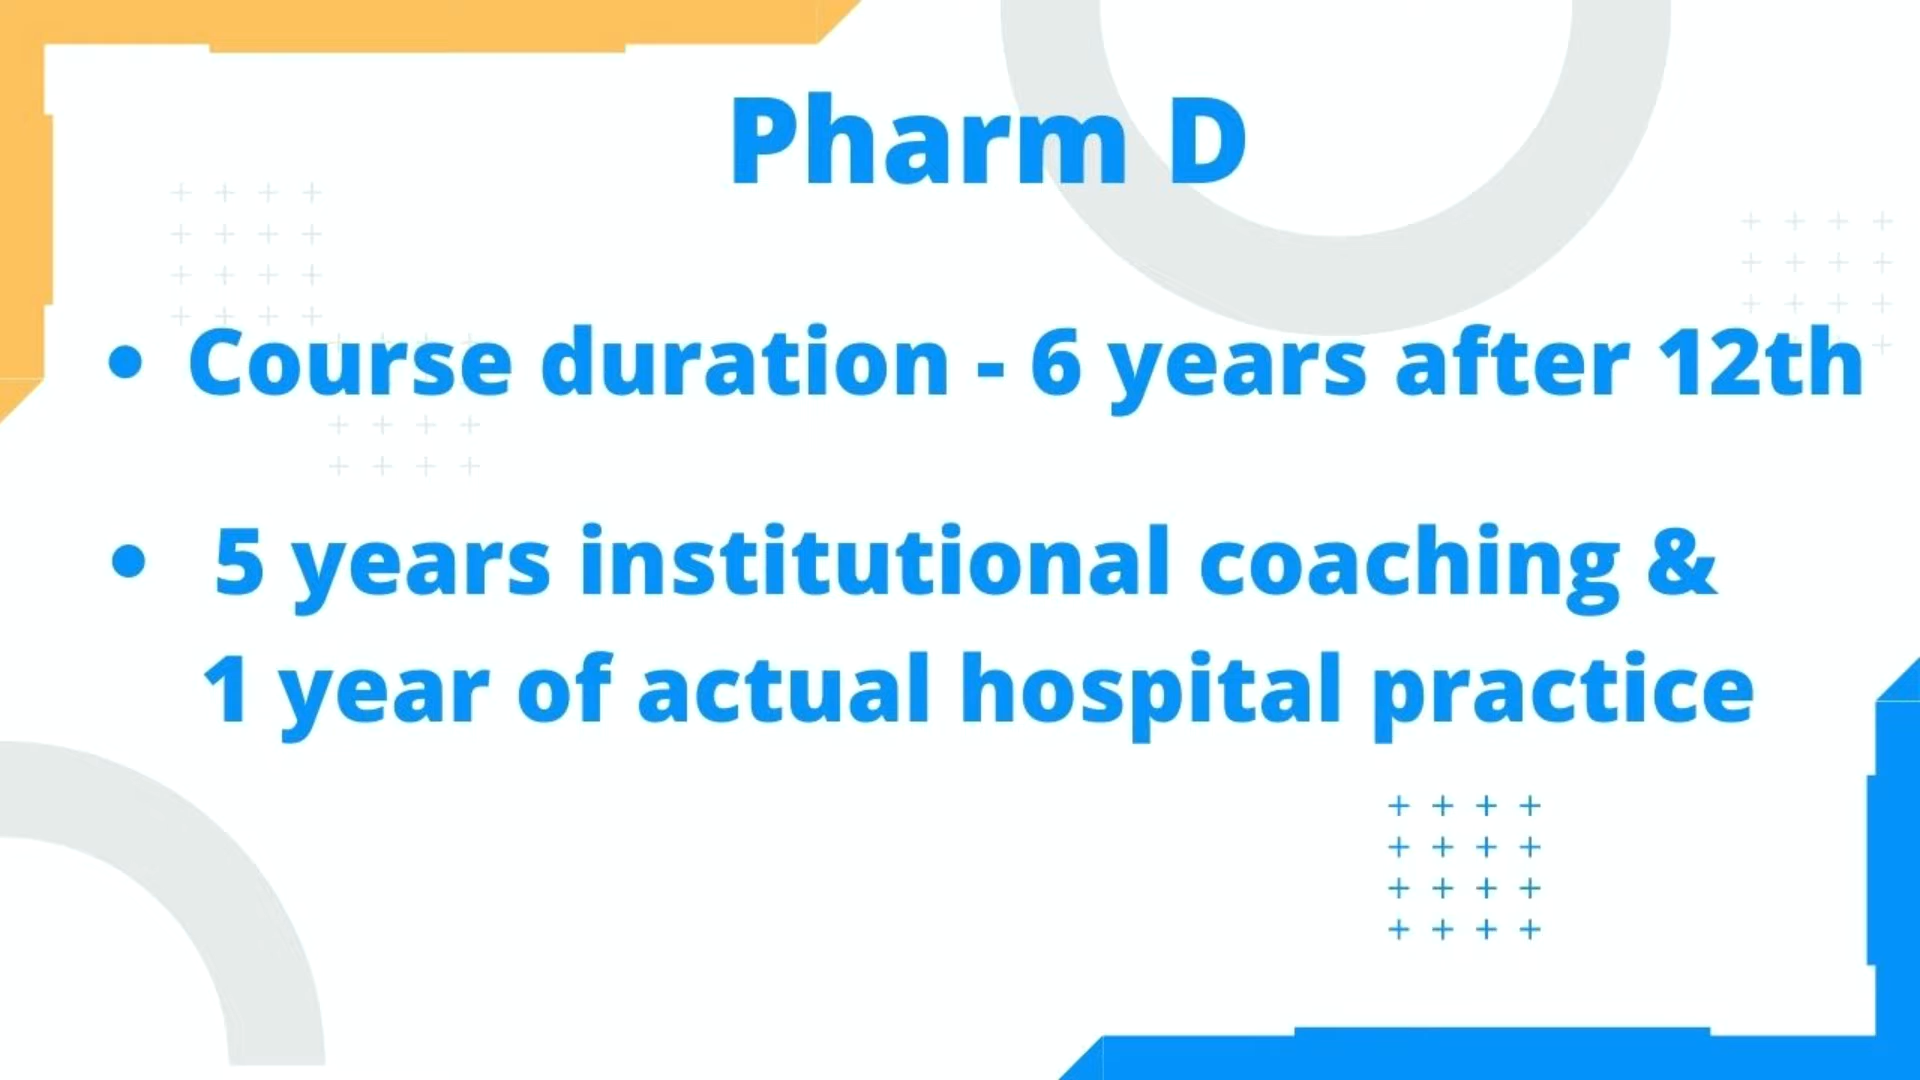 Pharm D
• Course duration - 6 years after 12th
• 5 years institutional coaching &
1 year of actual hospital practice